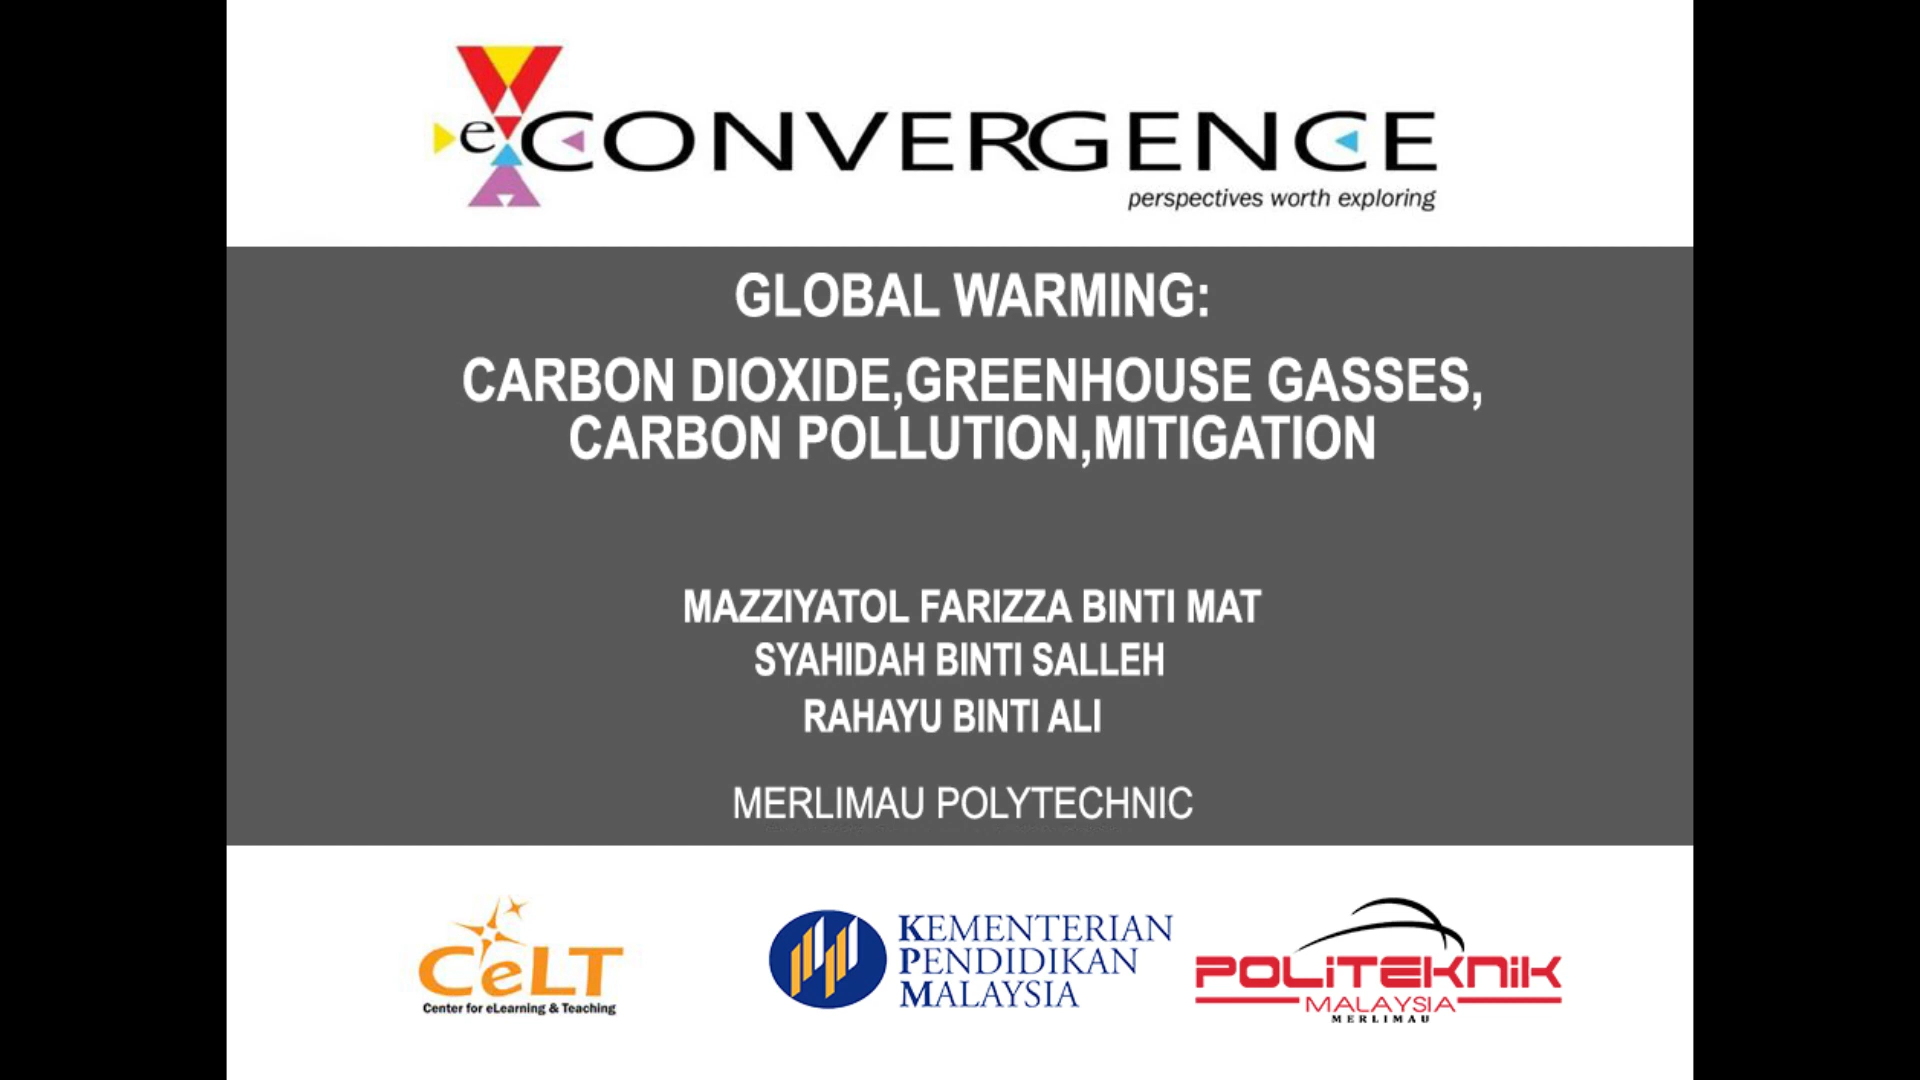 eCONVERGENCE
perspectives worth exploring
GLOBAL WARMING:
CARBON DIOXIDE,GREENHOUSE GASSES,
CARBON POLLUTION,MITIGATION
MAZZIYATOL FARIZZA BINTI MAT
SYAHIDAH BINTI SALLEH
RAHAYU BINTI ALI
MERLIMAU POLYTECHNIC
CeLT
Center for eLearning & Teaching
KEMENTERIAN
PENDIDIKAN
MALAYSIA
POLiTEKNiK
MALAYSIA
MERLIMAU